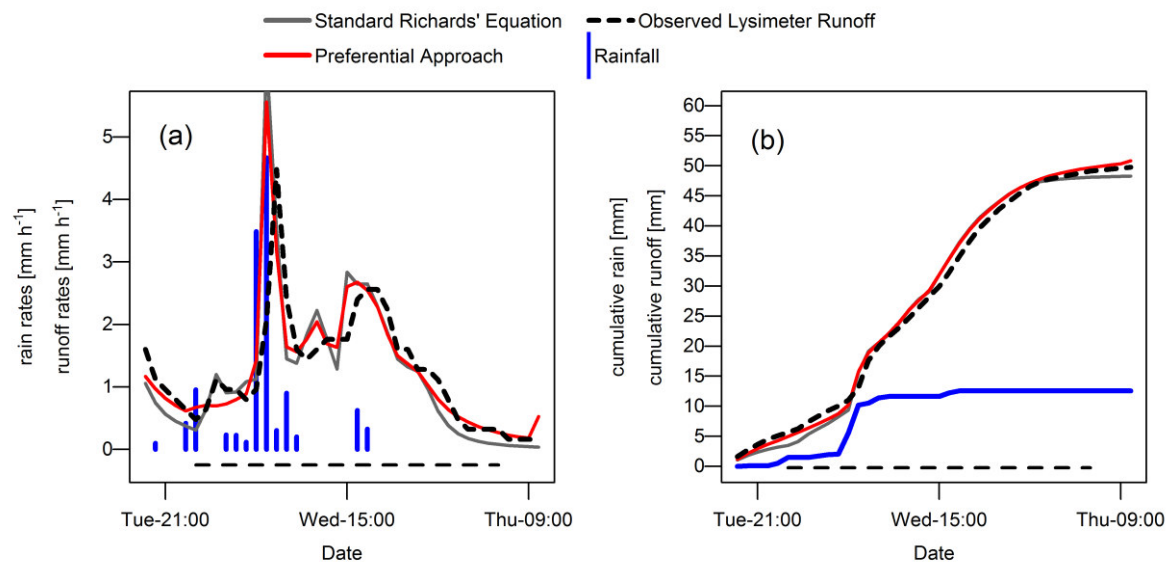 Standard Richards' Equation
Observed Lysimeter Runoff
Preferential Approach
Rainfall
(a)
rain rates [mm h-1]
runoff rates [mm h-1]
5
4
3
2
1
0
Tue-21:00
Wed-15:00
Thu-09:00
Date
(b)
cumulative rain [mm]
cumulative runoff [mm]
60
55
50
45
40
35
30
25
20
15
10
5
0
Tue-21:00
Wed-15:00
Thu-09:00
Date